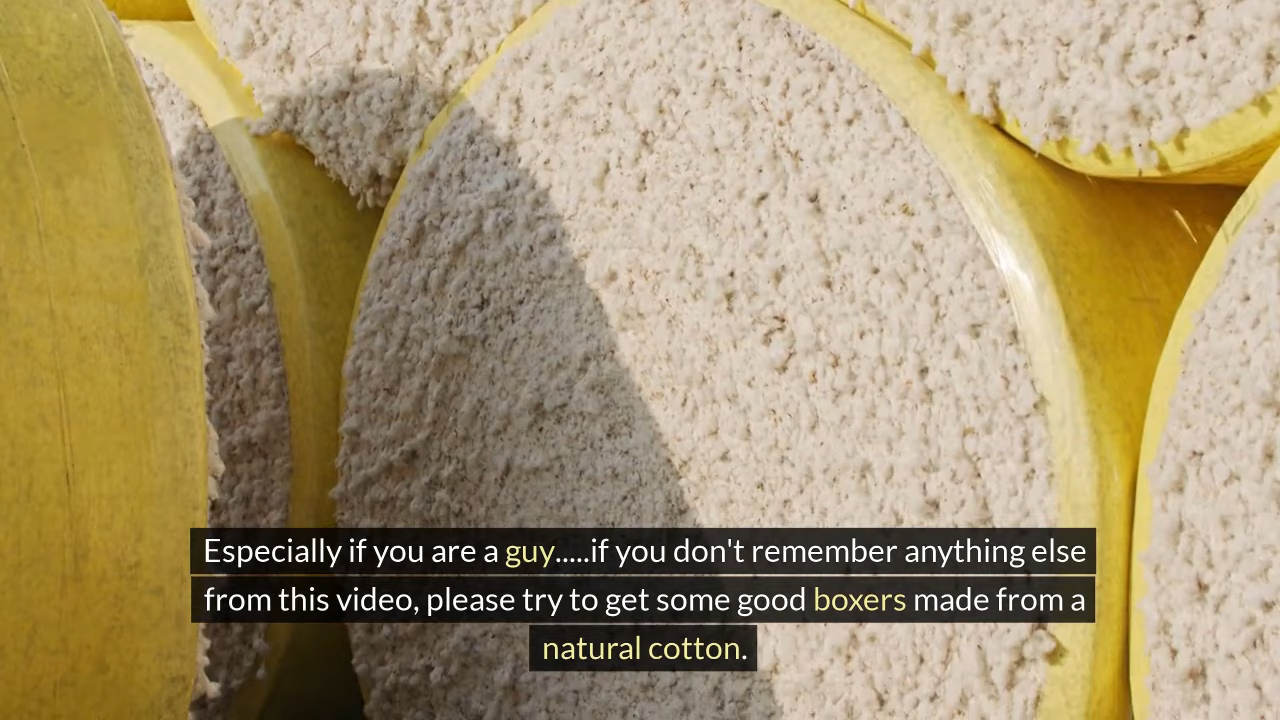 Especially if you are a guy.....if you don't remember anything else
from this video, please try to get some good boxers made from a
natural cotton.